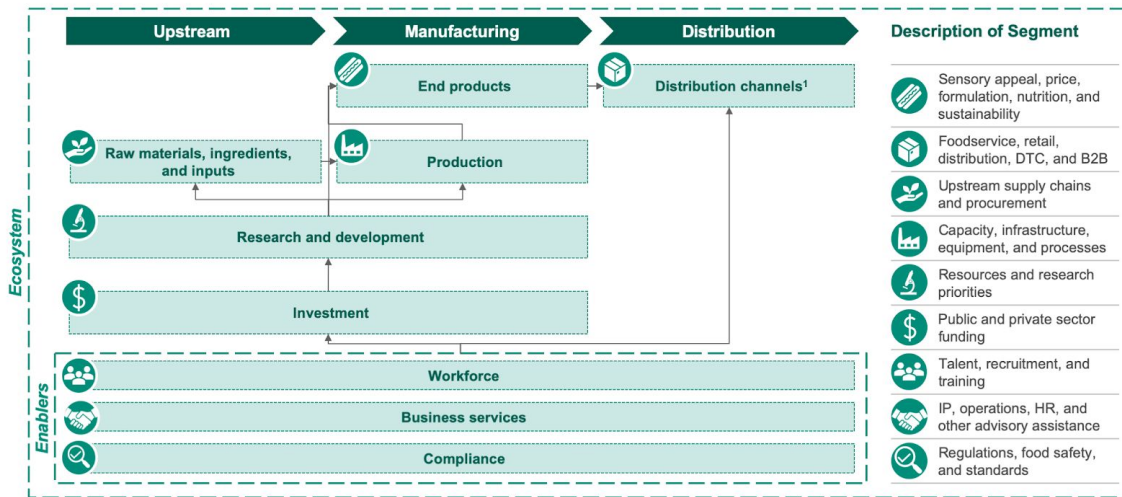 Upstream
Manufacturing
Distribution
Description of Segment
End products
Distribution channels¹
Raw materials, ingredients,
and inputs
Production
Research and development
Investment
Workforce
Business services
Compliance
Ecosystem
Enablers
Sensory appeal, price,
formulation, nutrition, and
sustainability
Foodservice, retail,
distribution, DTC, and B2B
Upstream supply chains
and procurement
Capacity, infrastructure,
equipment, and processes
Resources and research
priorities
Public and private sector
funding
Talent, recruitment, and
training
IP, operations, HR, and
other advisory assistance
Regulations, food safety,
and standards